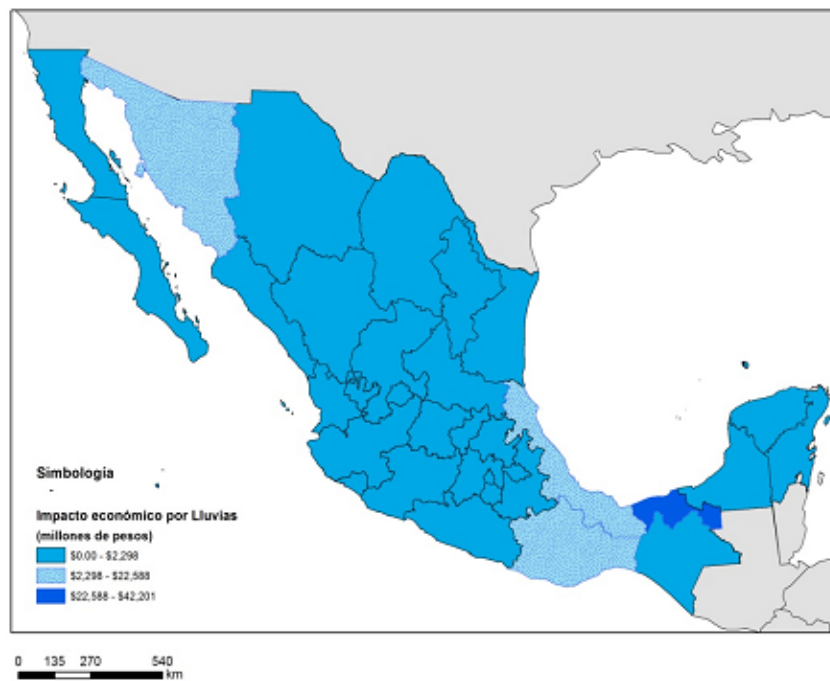 Simbología
Impacto económico por Lluvias
(millones de pesos)
$0.00 - $2,298
$2,298 - $22,588
$22,588 - $42,201
0 135 270 540
km